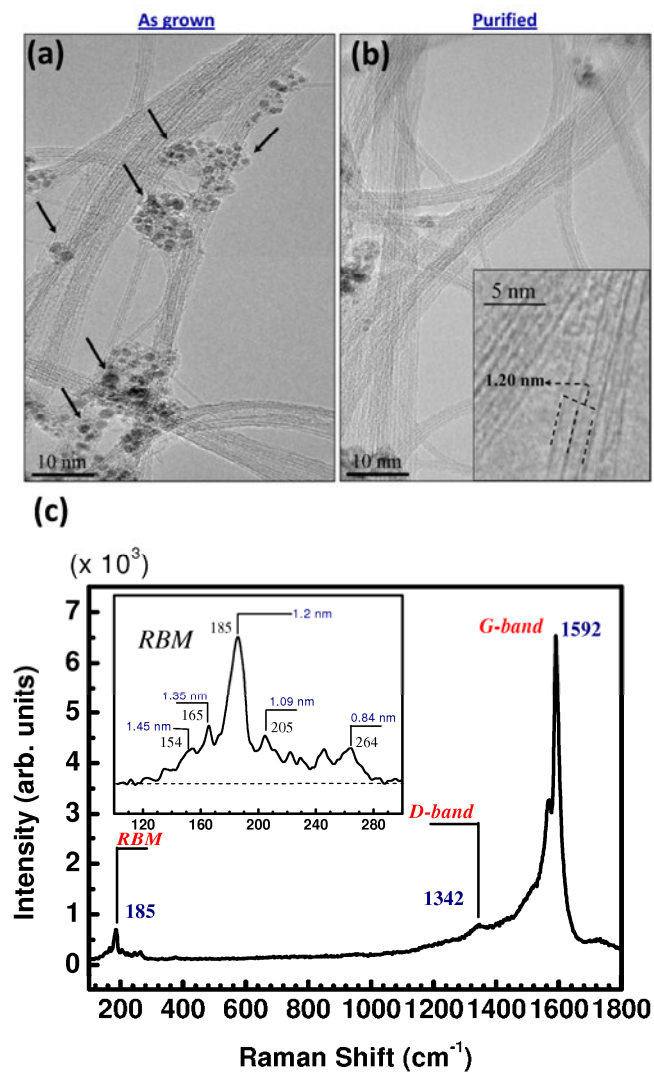 As grown
Purified
(a)
(b)
5 nm
1.20 nm
10 nm
10 nm
(c)
(x 10³)
7
6
5
4
3
2
1
0
Intensity (arb. units)
RBM
185
1.2 nm
1.35 nm
165
1.45 nm
154
1.09 nm
205
0.84 nm
264
120
160
200
240
280
G-band
1592
D-band
1342
RBM
185
200
400
600
800
1000
1200
1400
1600
1800
Raman Shift (cm⁻¹)